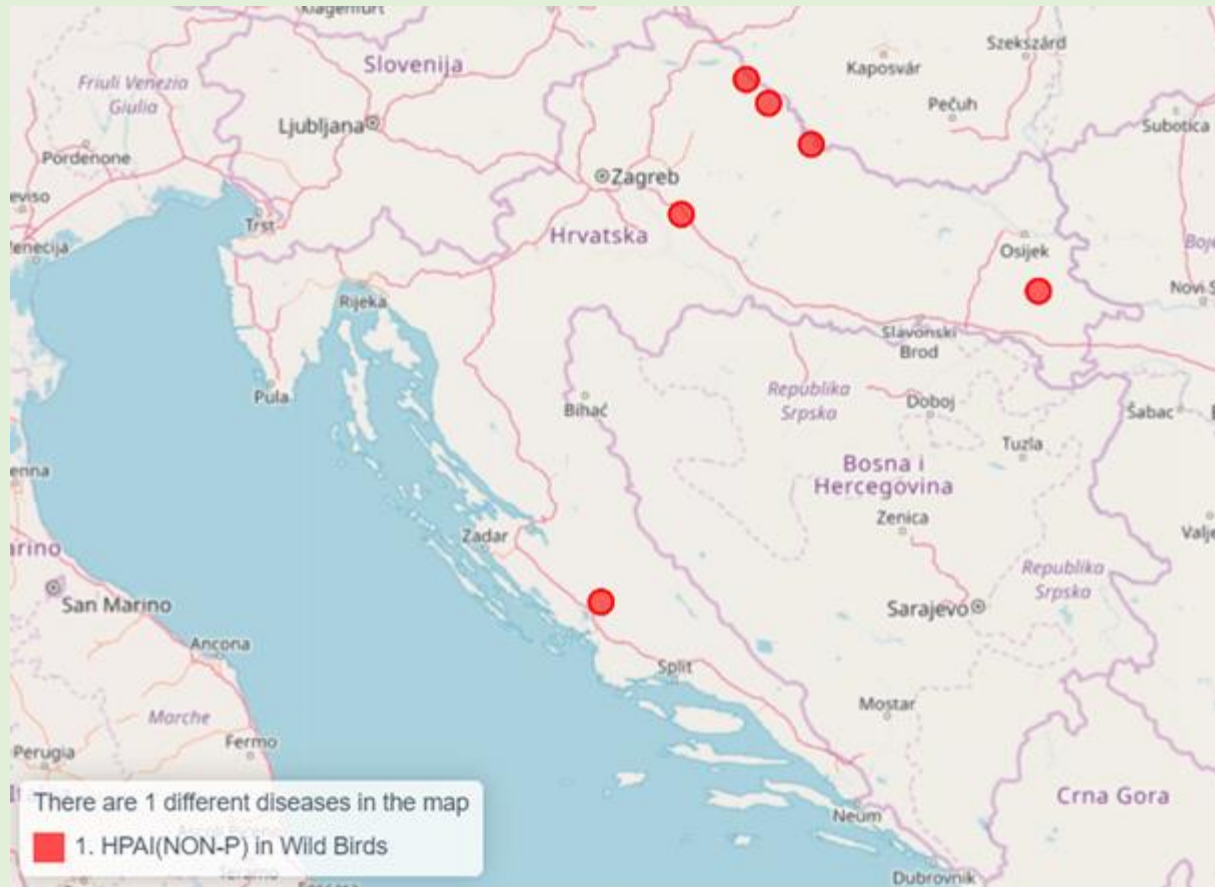 Klagenfurt
Slovenija
Szekszárd
Kaposvár
Friuli Venezia
Giulia
Pečuh
Ljubljana
Subotica
Pordenone
Zagreb
Trst
Hrvatska
Osijek
Rijeka
Slavonski
Brod
Pula
Bihać
Republika
Srpska
Doboj
Šabac
Tuzla
Bosna i
Hercegovina
Zenica
Zadar
Republika
Srpska
San Marino
Sarajevo
Ancona
Split
Mostar
Marche
Fermo
Perugia
Crna Gora
There are 1 different diseases in the map
Neum
1. HPAI(NON-P) in Wild Birds
Dubrovnik